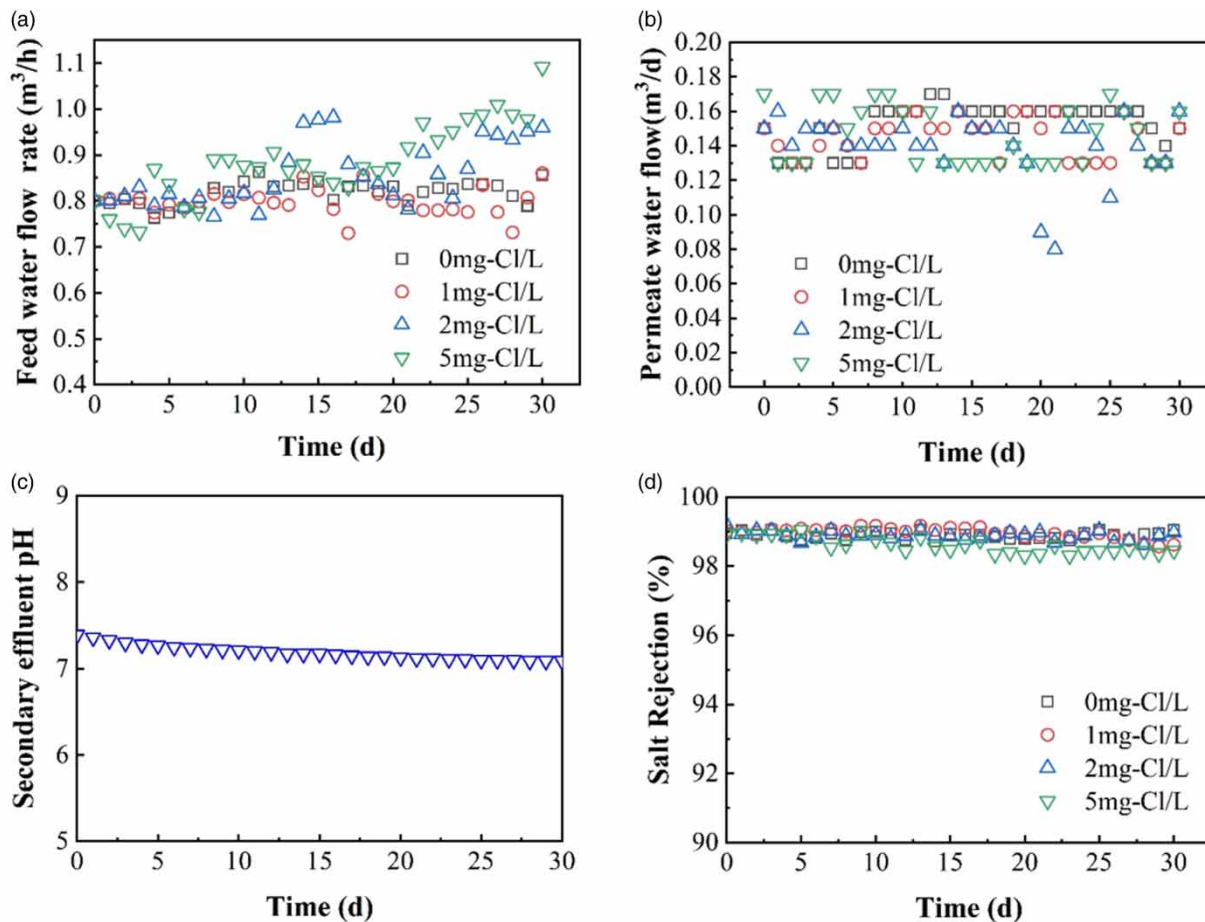 (a)
Feed water flow rate (m³/h)
1.1
1.0
0.9
0.8
0.7
0.6
0.5
0.4
0mg-Cl/L
1mg-Cl/L
2mg-Cl/L
5mg-Cl/L
0 5 10 15 20 25 30
Time (d)
(b)
Permeate water flow(m³/d)
0.20
0.18
0.16
0.14
0.12
0.10
0.08
0.06
0.04
0.02
0.00
0mg-Cl/L
1mg-Cl/L
2mg-Cl/L
5mg-Cl/L
0 5 10 15 20 25 30
Time (d)
(c)
Secondary effluent pH
9
8
7
6
5
0 5 10 15 20 25 30
Time (d)
(d)
Salt Rejection (%)
100
98
96
94
92
90
0mg-Cl/L
1mg-Cl/L
2mg-Cl/L
5mg-Cl/L
0 5 10 15 20 25 30
Time (d)